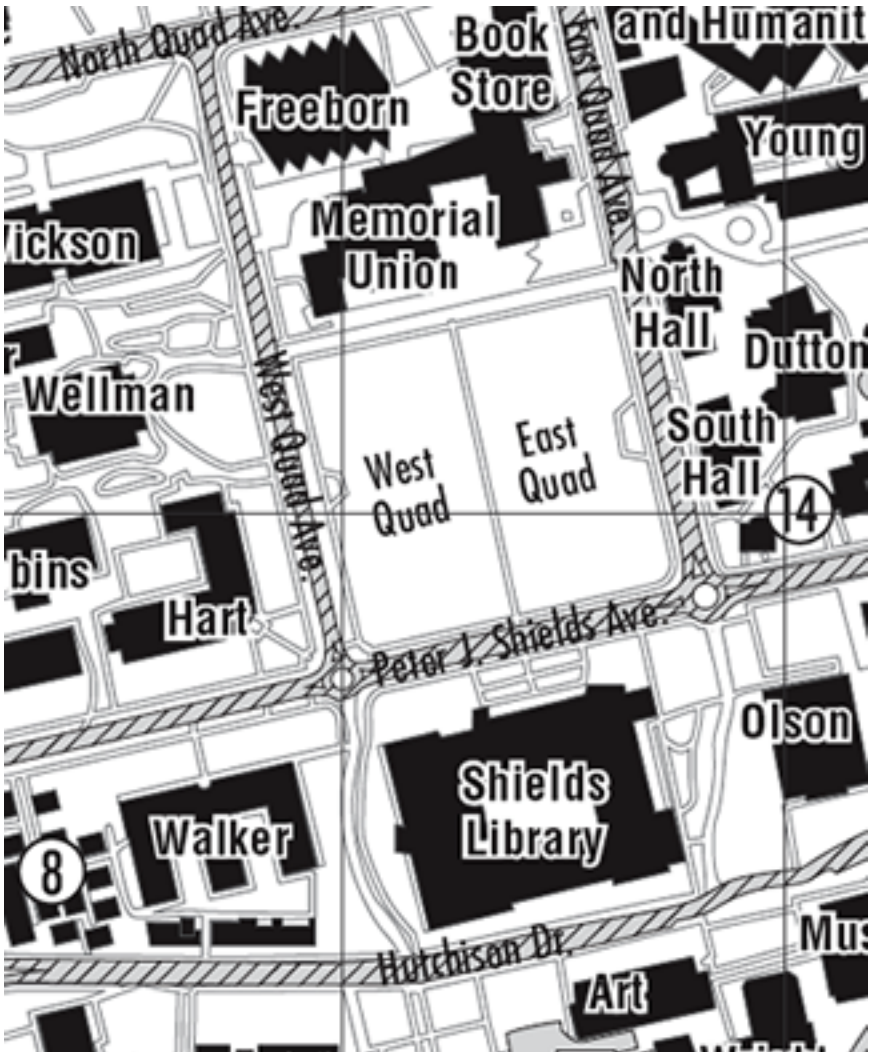 North Quad Ave.
Book
Store
East Quad Ave.
and Humanit
Freeborn
Young
Vickson
Memorial
Union
North
Hall
Dutton
r
Wellman
West Quad Ave.
West
Quad
East
Quad
South
Hall
14
bins
Hart
Peter J. Shields Ave.
Olson
Shields
Library
Walker
8
Hutchison Dr.
Mus
Art